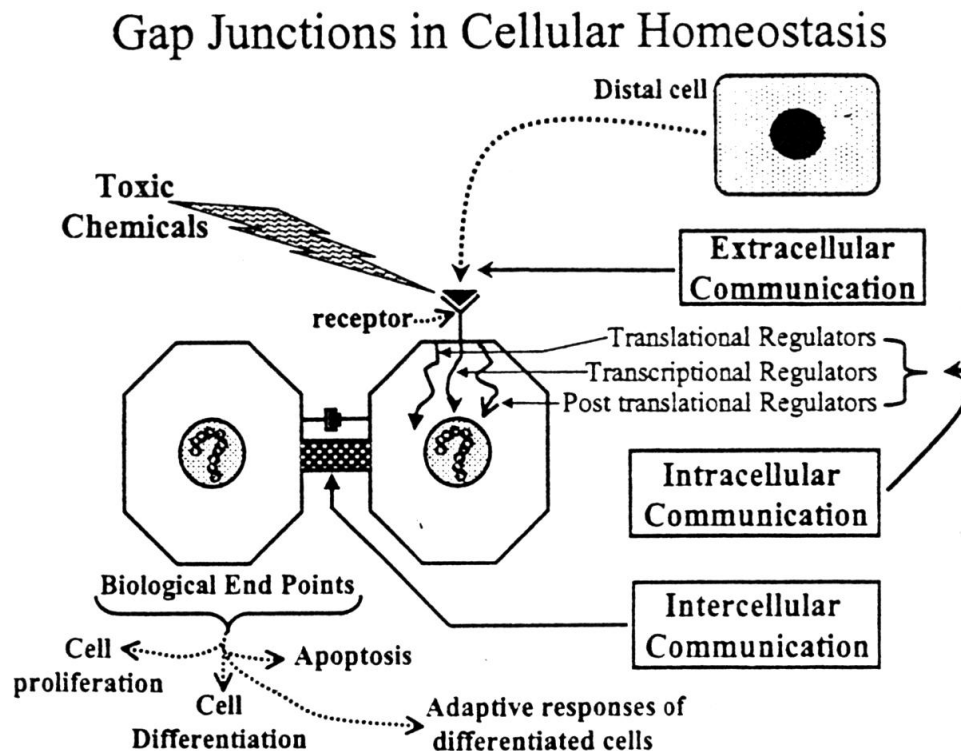 Gap Junctions in Cellular Homeostasis
Distal cell
Toxic
Chemicals
Extracellular
Communication
receptor
Translational Regulators
Transcriptional Regulators
Post translational Regulators
Intracellular
Communication
Biological End Points
Intercellular
Communication
Cell
proliferation
Apoptosis
Cell
Differentiation
Adaptive responses of
differentiated cells